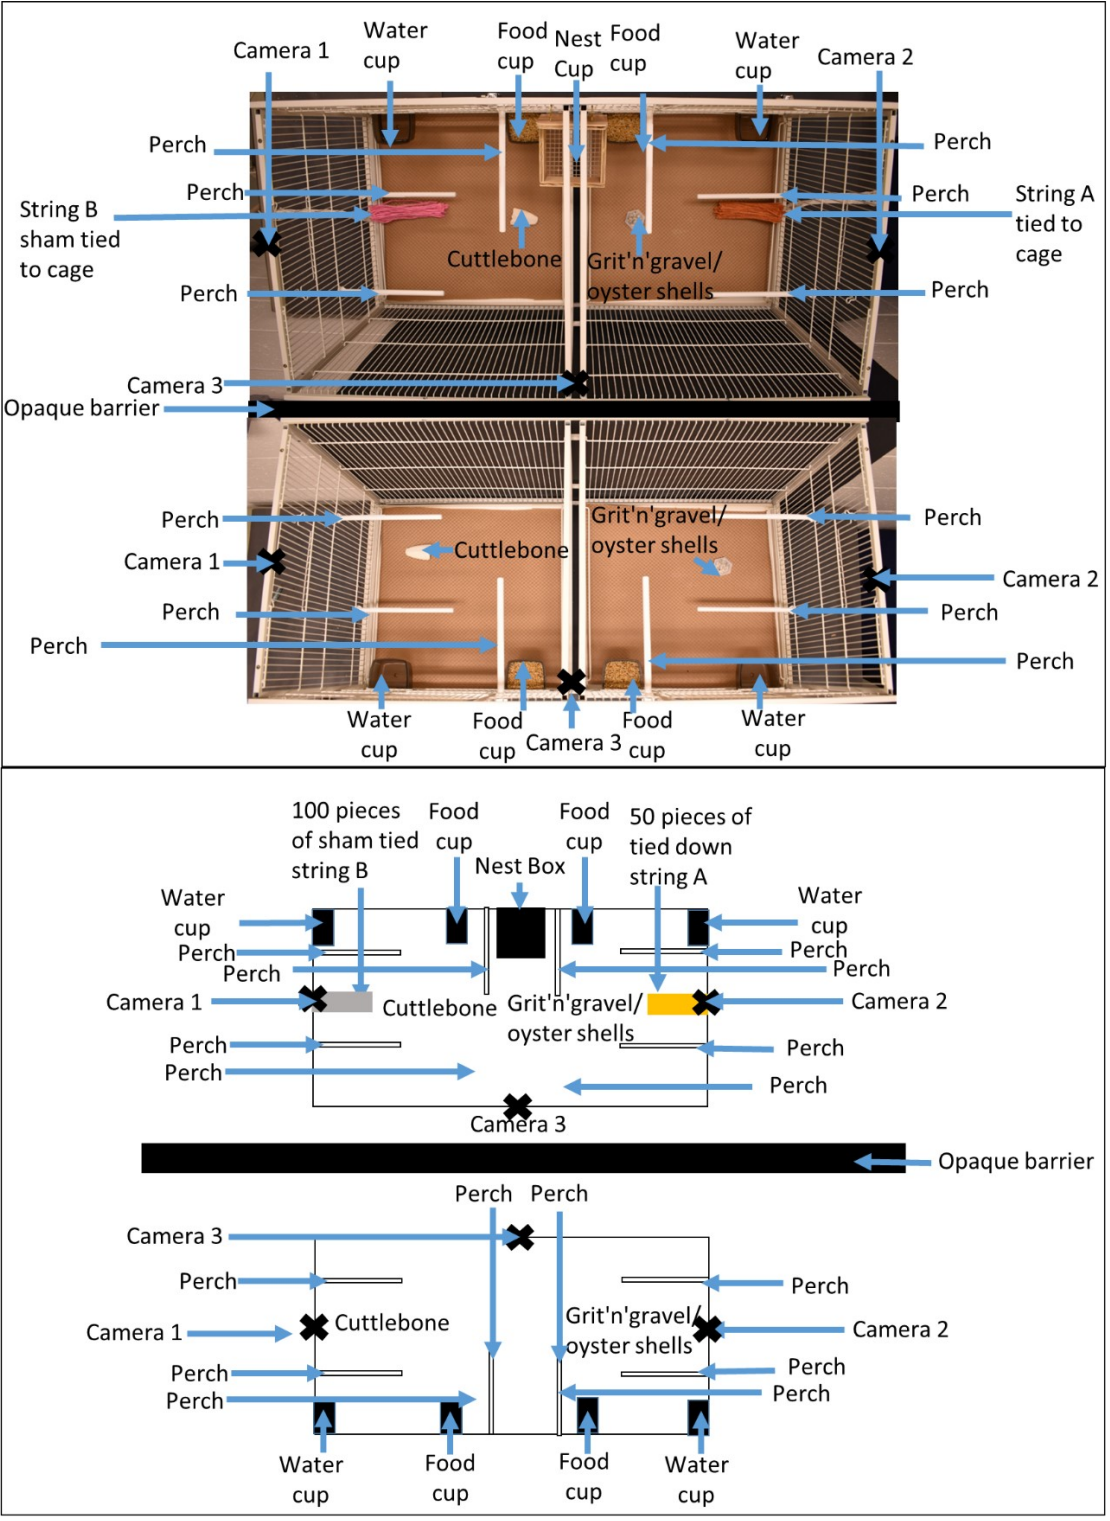 Camera 1
Water
cup
Food
cup
Nest
Cup
Food
cup
Water
cup
Camera 2
Perch
Perch
Perch
Perch
String B
sham tied
to cage
String A
tied to
cage
Cuttlebone
Grit'n'gravel/
oyster shells
Perch
Perch
Camera 3
Opaque barrier
Perch
Grit'n'gravel/
oyster shells
Perch
Cuttlebone
Camera 1
Camera 2
Perch
Perch
Perch
Perch
Water
cup
Food
cup
Camera 3
Food
cup
Water
cup
100 pieces
of sham tied
string B
Food
cup
Nest Box
Food
cup
50 pieces of
tied down
string A
Water
cup
Water
cup
Perch
Perch
Perch
Perch
Camera 1
Cuttlebone
Grit'n'gravel/
oyster shells
Camera 2
Perch
Perch
Perch
Perch
Camera 3
Opaque barrier
Perch
Perch
Camera 3
Perch
Perch
Camera 1
Cuttlebone
Grit'n'gravel/
oyster shells
Camera 2
Perch
Perch
Perch
Perch
Water
cup
Food
cup
Food
cup
Water
cup